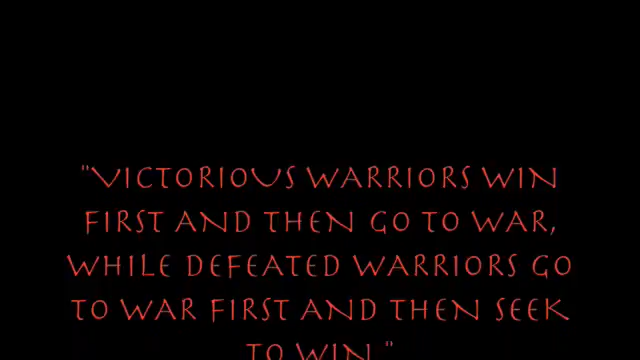 "VICTORIOUS WARRIORS WIN
FIRST AND THEN GO TO WAR,
WHILE DEFEATED WARRIORS GO
TO WAR FIRST AND THEN SEEK
TO WIN."